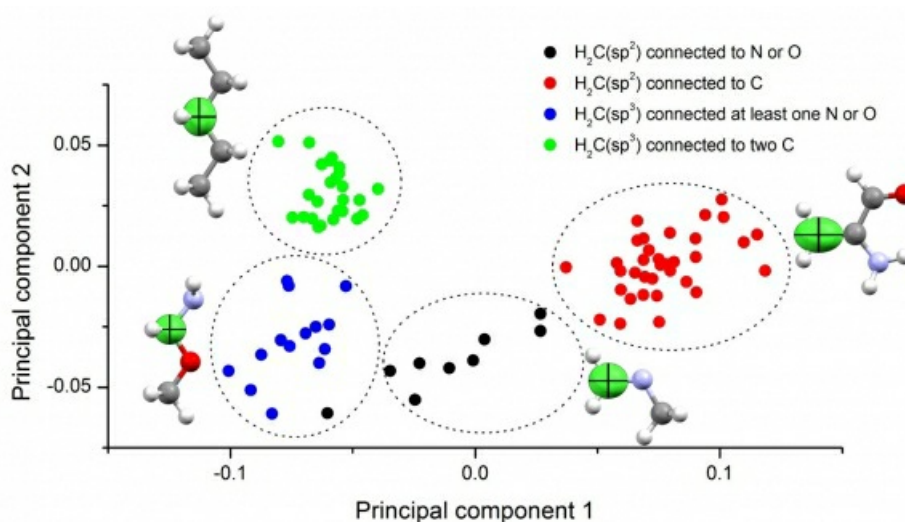 H₂C(sp²) connected to N or O
H₂C(sp²) connected to C
H₂C(sp³) connected at least one N or O
H₂C(sp³) connected to two C
Principal component 2
0.05
0.00
-0.05
-0.1
0.0
0.1
Principal component 1